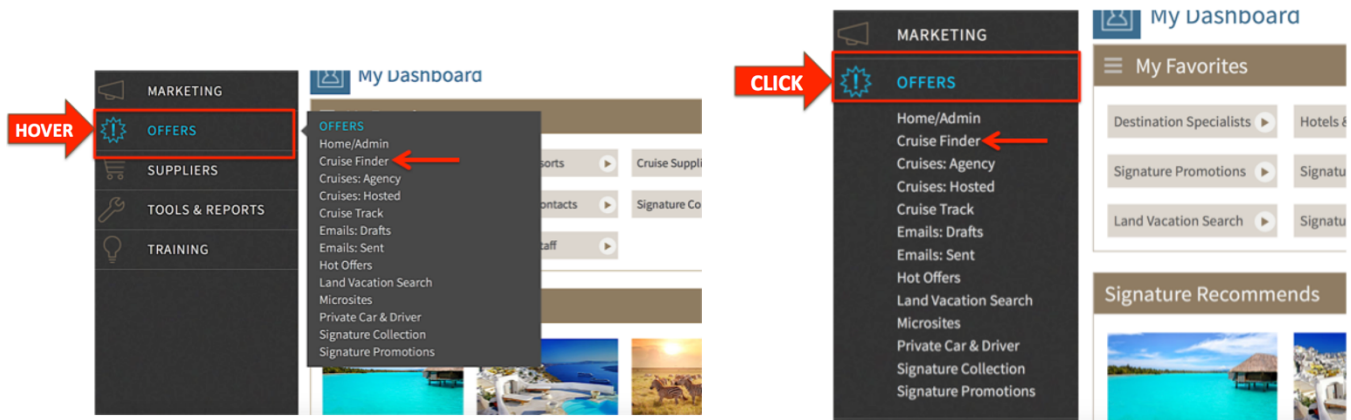 My Dashboard
MARKETING
HOVER
OFFERS
SUPPLIERS
TOOLS & REPORTS
TRAINING
OFFERS
Home/Admin
Cruise Finder
Cruises: Agency
Cruises: Hosted
Cruise Track
Emails: Drafts
Emails: Sent
Hot Offers
Land Vacation Search
Microsites
Private Car & Driver
Signature Collection
Signature Promotions
Cruise Suppli
Signature Co
My Dashboard
MARKETING
CLICK
OFFERS
Home/Admin
Cruise Finder
Cruises: Agency
Cruises: Hosted
Cruise Track
Emails: Drafts
Emails: Sent
Hot Offers
Land Vacation Search
Microsites
Private Car & Driver
Signature Collection
Signature Promotions
My Favorites
Destination Specialists
Hotels &
Signature Promotions
Signatu
Land Vacation Search
Signatu
Signature Recommends